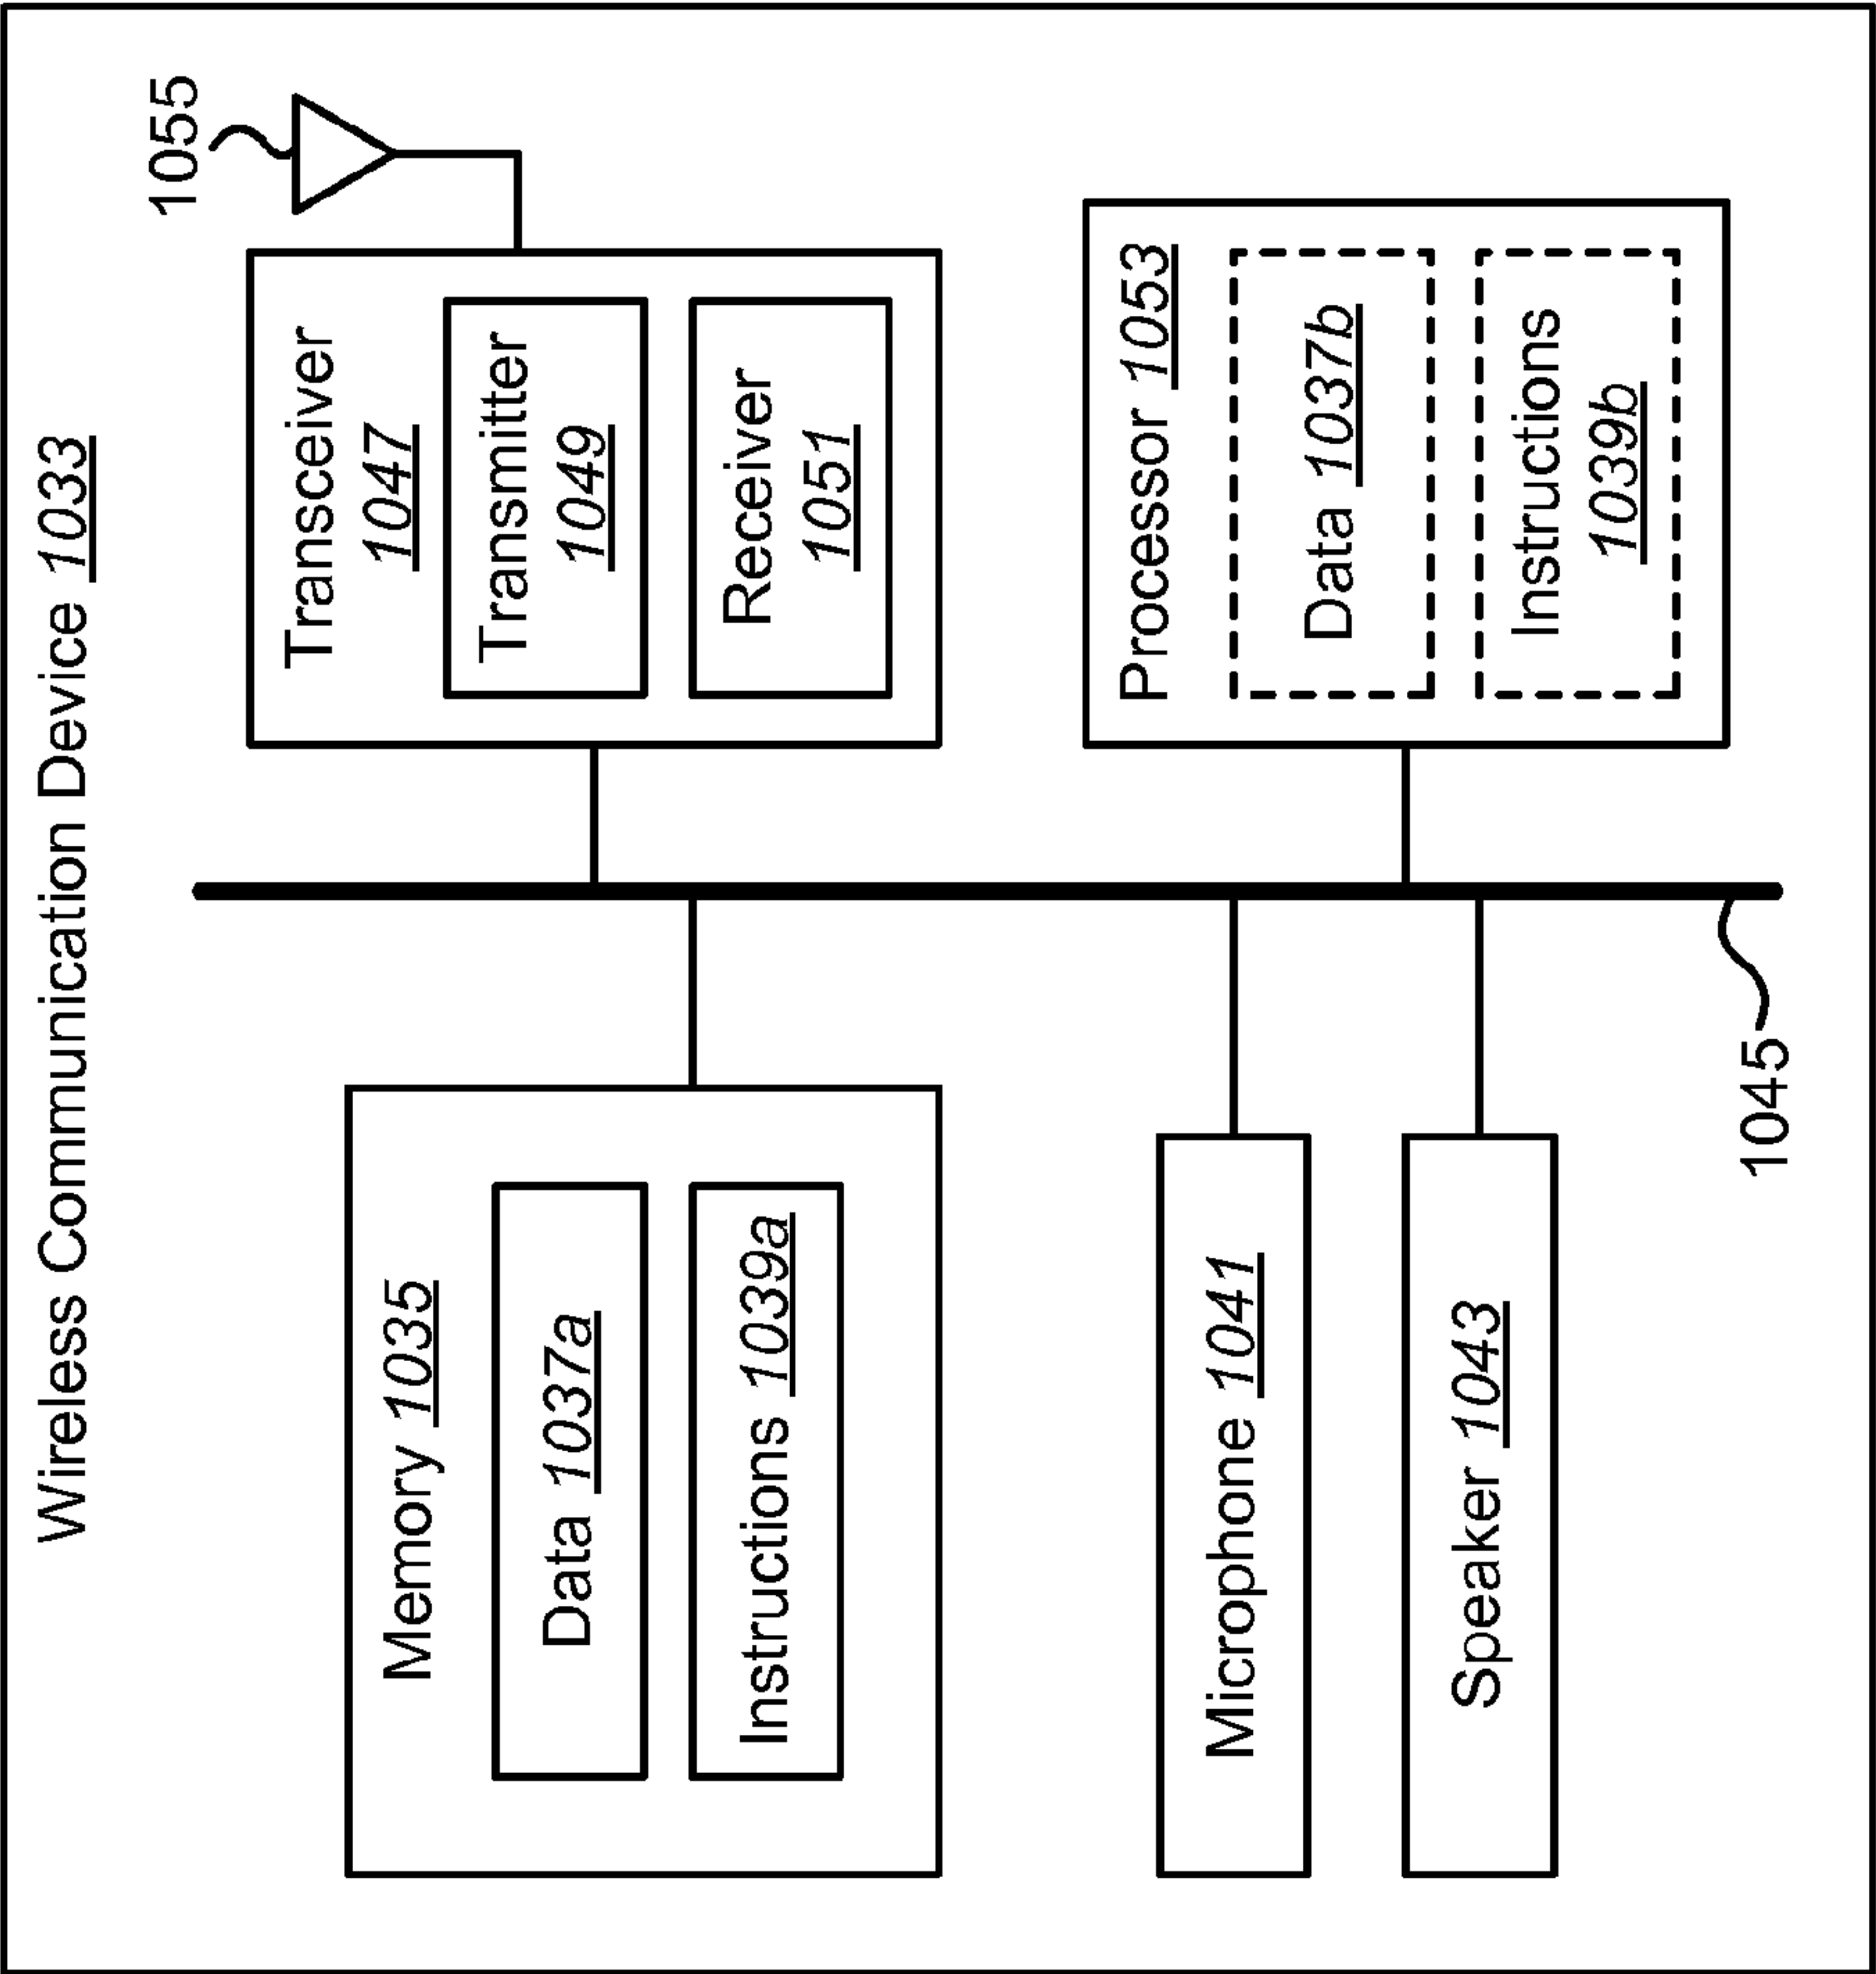 Wireless Communication Device 1033
1055
Memory 1035
Data 1037a
Instructions 1039a
Transceiver
1047
Transmitter
1049
Receiver
1051
Microphone 1041
Speaker 1043
Processor 1053
Data 1037b
Instructions
1039b
1045